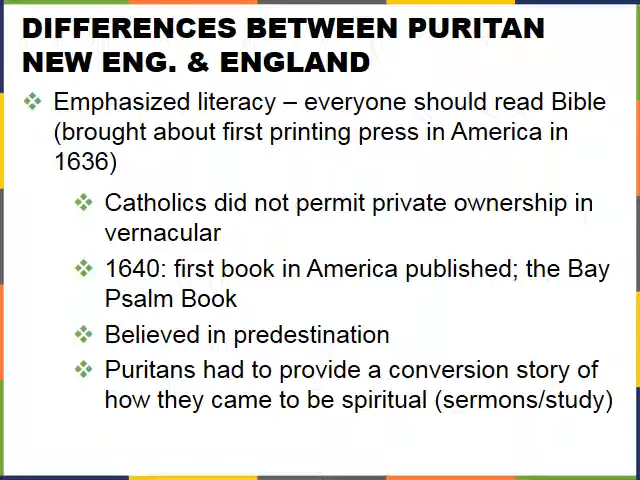 DIFFERENCES BETWEEN PURITAN
NEW ENG. & ENGLAND
❖ Emphasized literacy – everyone should read Bible
(brought about first printing press in America in
1636)
❖ Catholics did not permit private ownership in
vernacular
❖ 1640: first book in America published; the Bay
Psalm Book
❖ Believed in predestination
❖ Puritans had to provide a conversion story of
how they came to be spiritual (sermons/study)